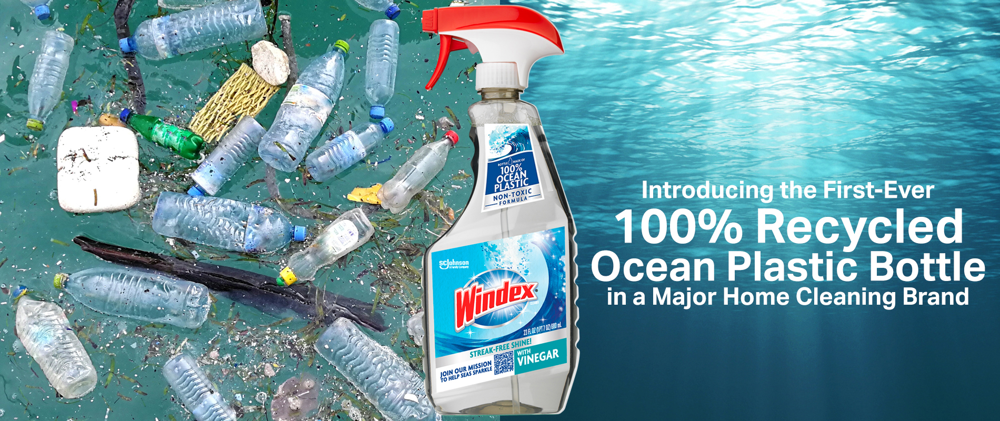 BOTTLE MADE OF
100%
OCEAN
PLASTIC
NON-TOXIC
FORMULA
SCJohnson
A Family Company
Windex®
CLEANER
23 FL OZ (1 PT 7 OZ) 680 mL
STREAK-FREE SHINE!
WITH
VINEGAR
JOIN OUR MISSION
TO HELP SEAS SPARKLE
Introducing the First-Ever
100% Recycled
Ocean Plastic Bottle
in a Major Home Cleaning Brand